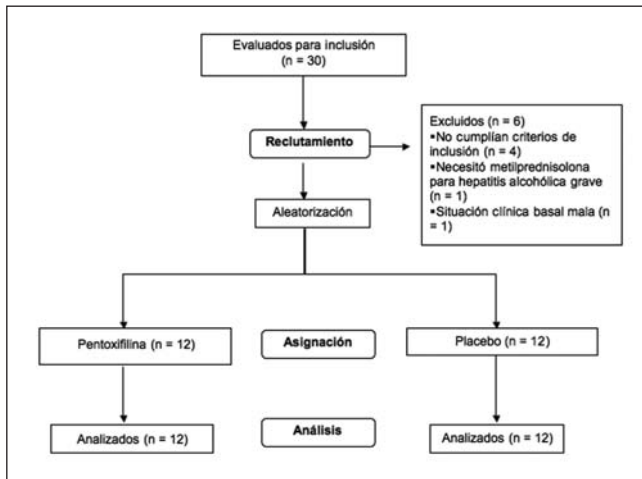 Evaluados para inclusión
(n = 30)
Reclutamiento
Excluidos (n = 6)
▪No cumplían criterios de
inclusión (n = 4)
▪Necesitó metilprednisolona
para hepatitis alcohólica grave
(n = 1)
▪Situación clínica basal mala (n
= 1)
Aleatorización
Pentoxifilina (n = 12)
Asignación
Placebo (n = 12)
Analizados (n = 12)
Análisis
Analizados (n = 12)